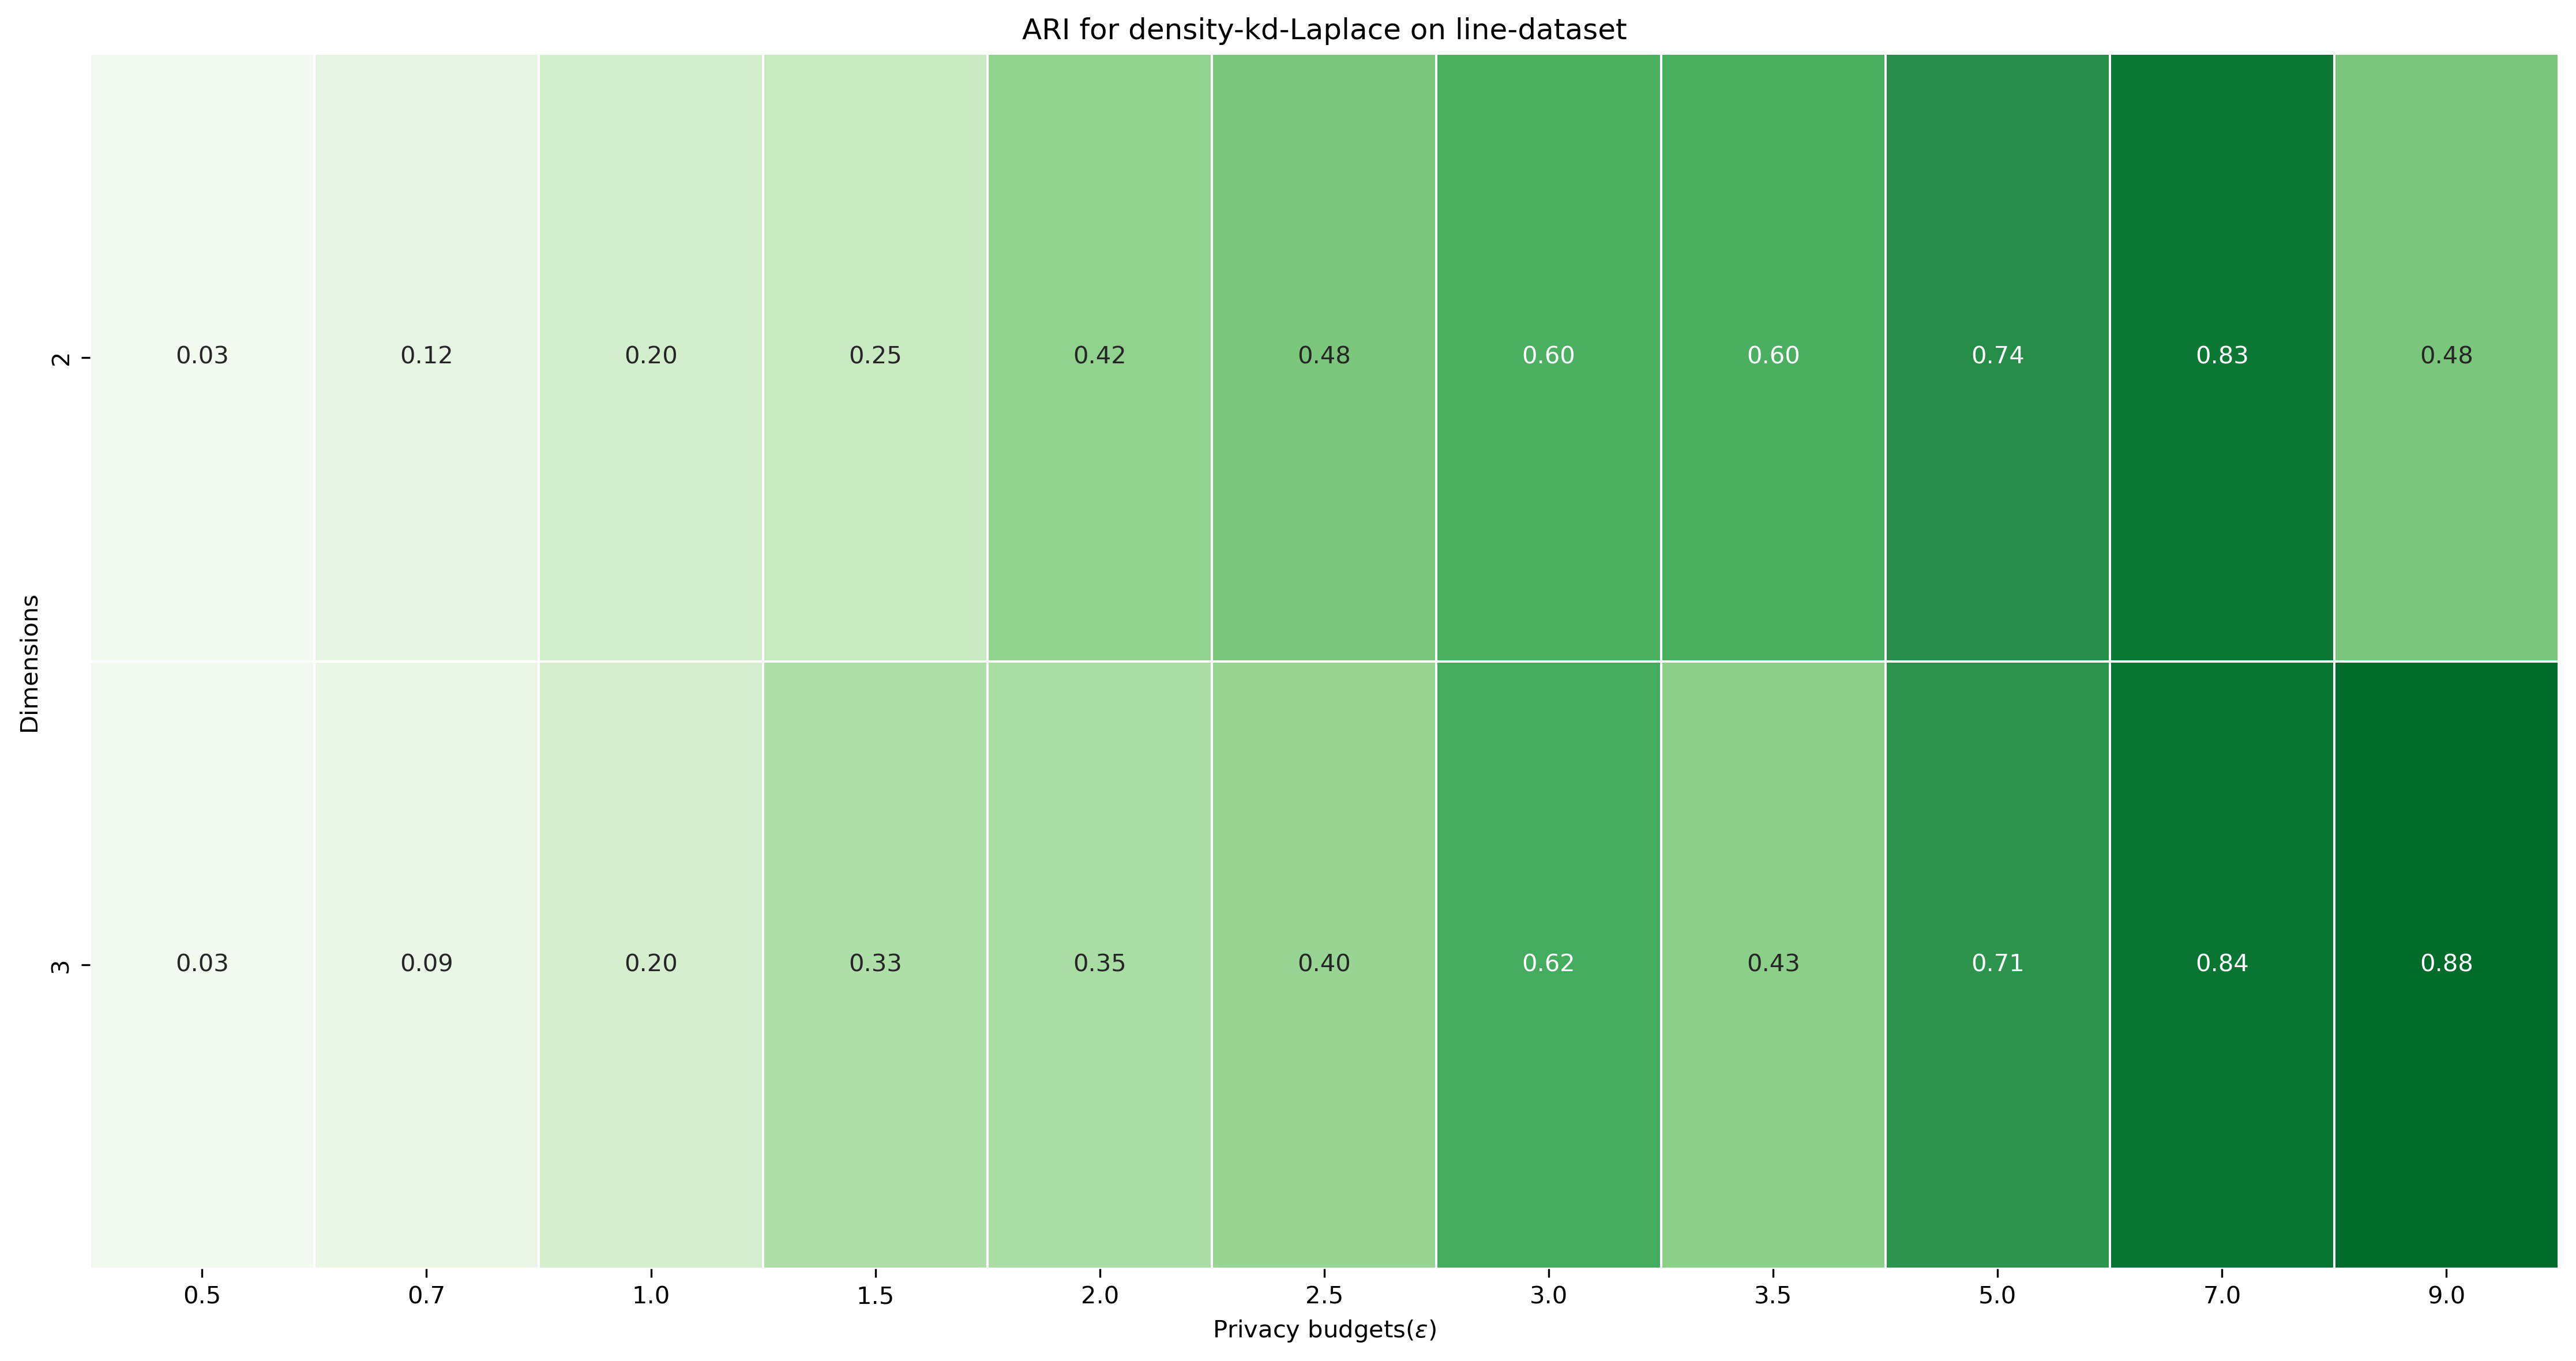 ARI for density-kd-Laplace on line-dataset
Dimensions
2
0.03 0.12 0.20 0.25 0.42 0.48 0.60 0.60 0.74 0.83 0.48
3
0.03 0.09 0.20 0.33 0.35 0.40 0.62 0.43 0.71 0.84 0.88
0.5 0.7 1.0 1.5 2.0 2.5 3.0 3.5 5.0 7.0 9.0
Privacy budgets(ε)